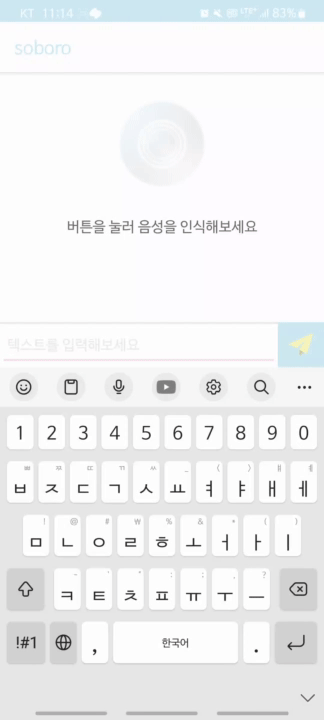 KT 11:14 83%
soboro
버튼을 눌러 음성을 인식해보세요
텍스트를 입력해보세요
1 2 3 4 5 6 7 8 9 0
ㅃ ㅉ ㄸ ㄲ ㅆ _ ( ) ㅒ ㅖ
ㅂ ㅈ ㄷ ㄱ ㅅ ㅛ ㅕ ㅑ ㅐ ㅔ
! @ # ₩ % & * ( )
ㅁ ㄴ ㅇ ㄹ ㅎ ㅗ ㅓ ㅏ ㅣ
- ' " : ; , ?
ㅋ ㅌ ㅊ ㅍ ㅠ ㅜ ㅡ
!#1 , 한국어 .